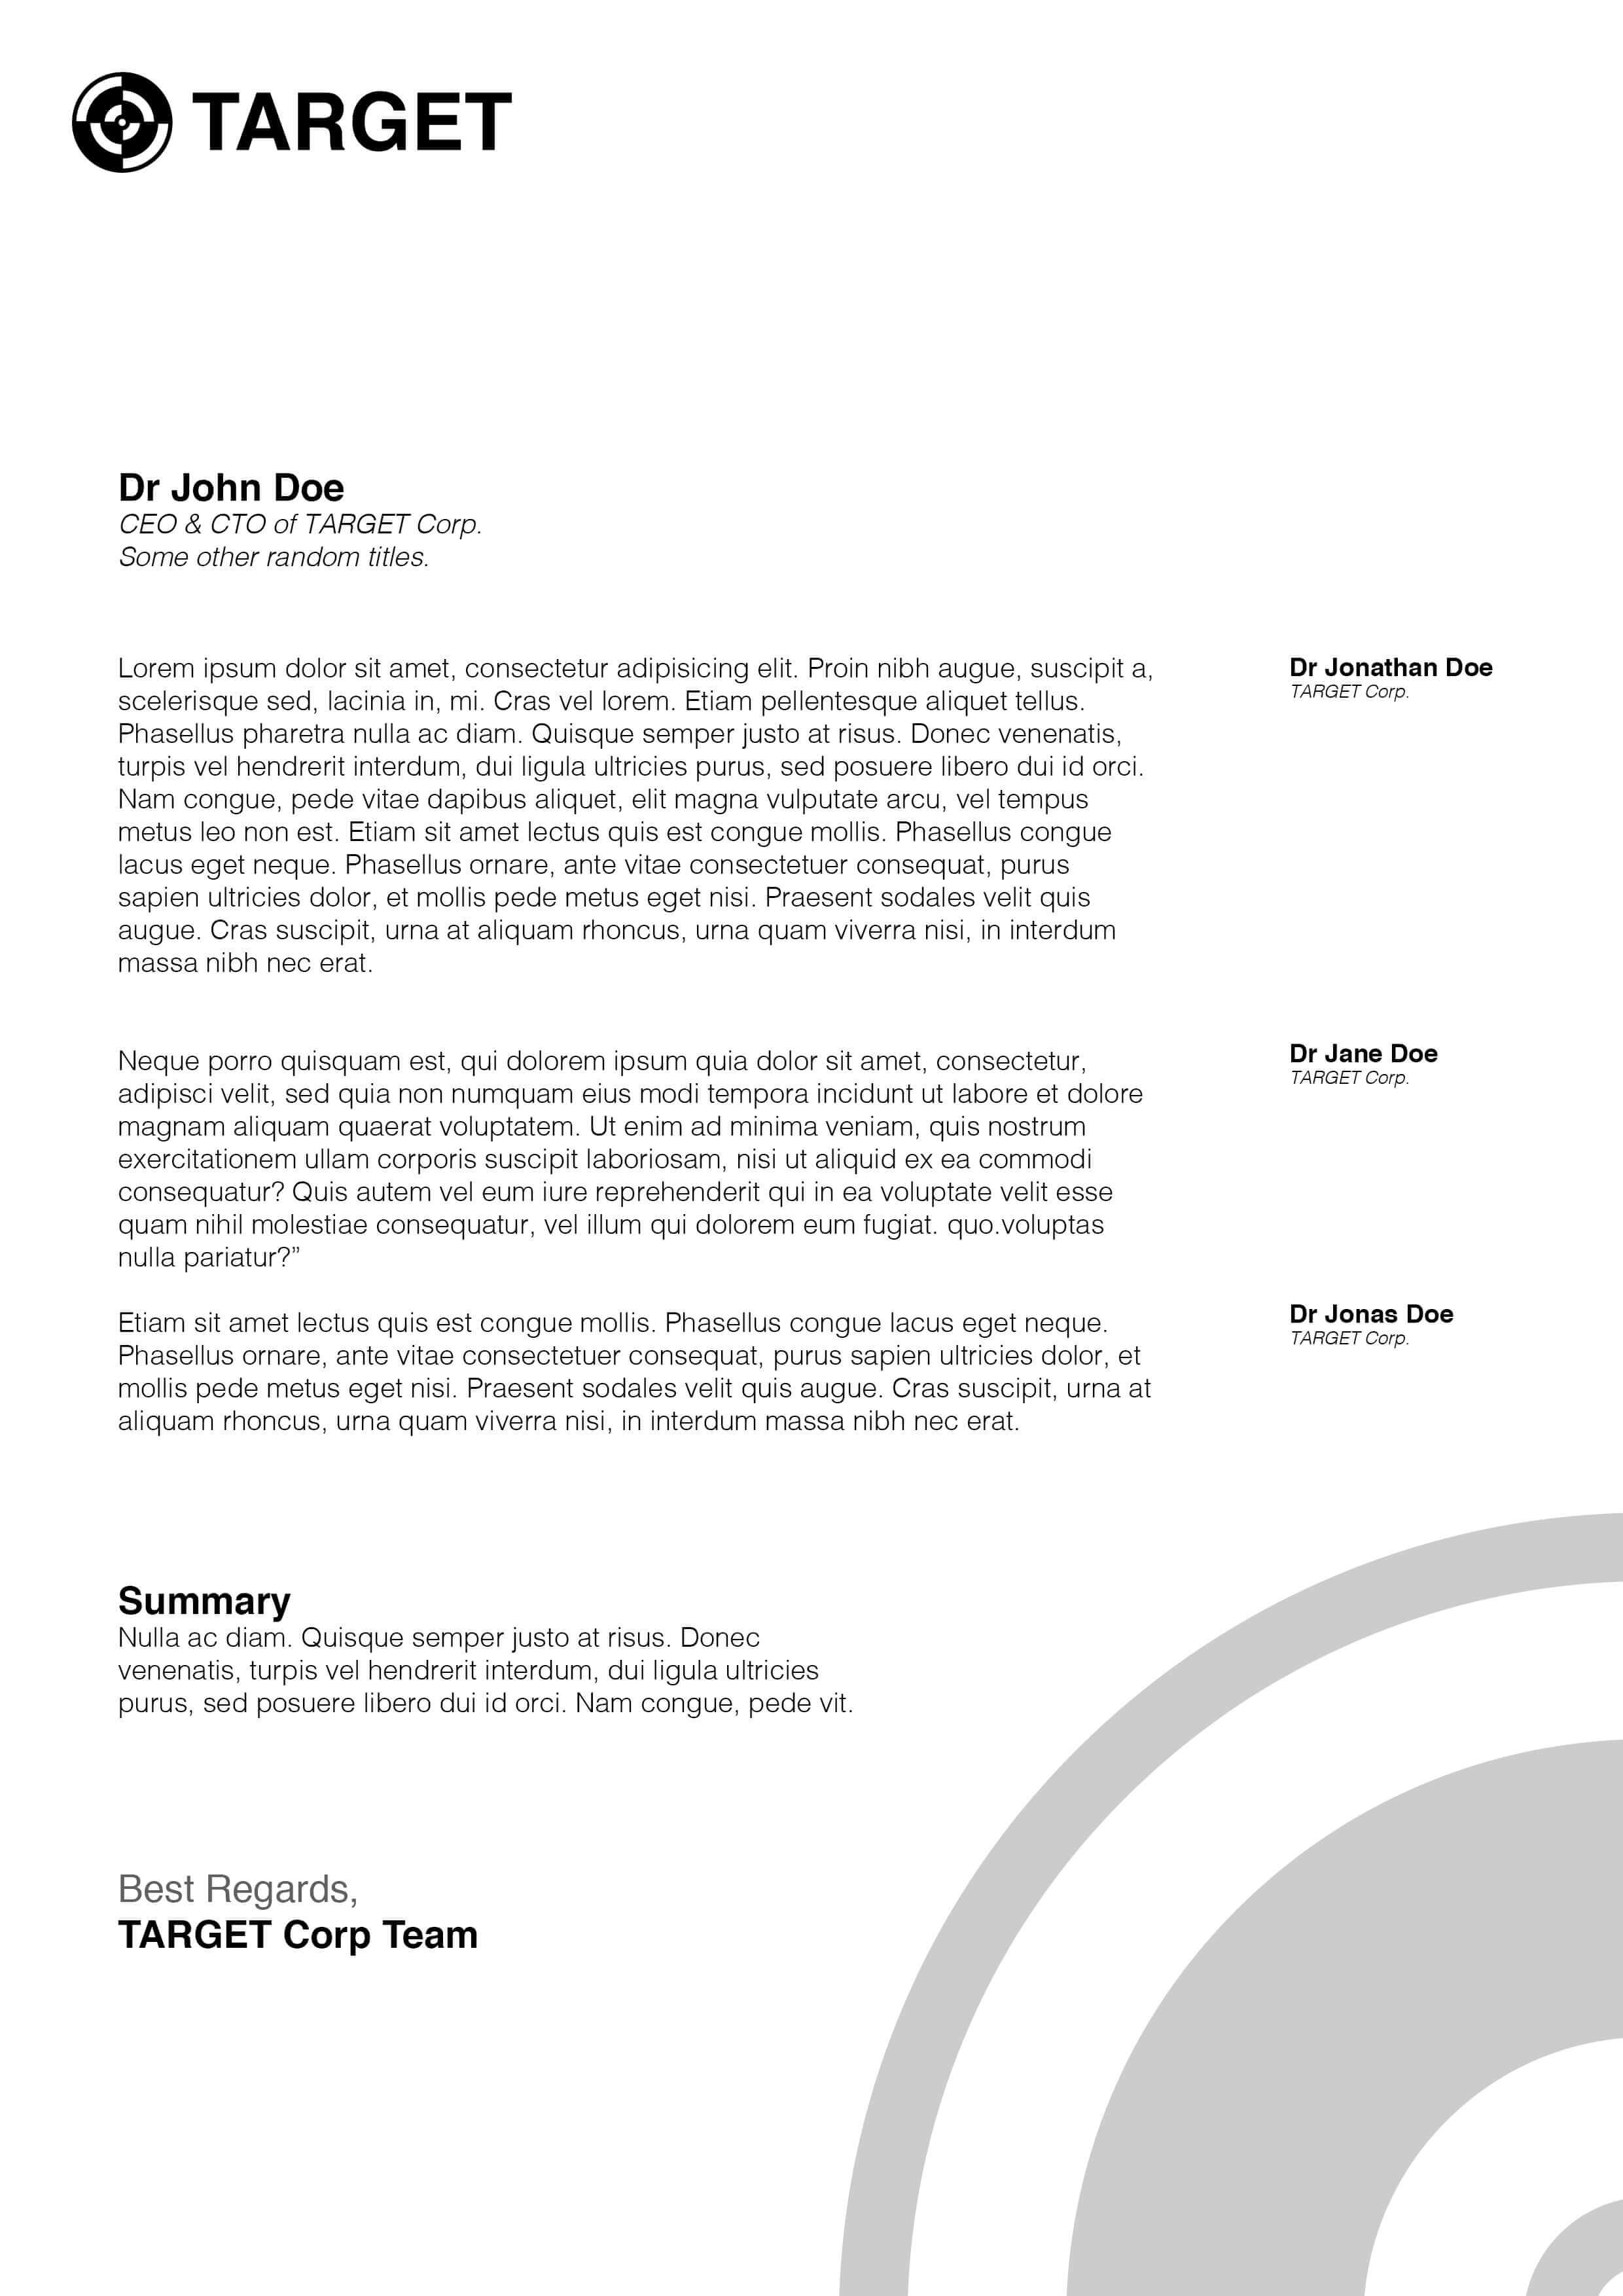 TARGET
Dr John Doe
CEO & CTO of TARGET Corp.
Some other random titles.
Lorem ipsum dolor sit amet, consectetur adipisicing elit. Proin nibh augue, suscipit a,
scelerisque sed, lacinia in, mi. Cras vel lorem. Etiam pellentesque aliquet tellus.
Phasellus pharetra nulla ac diam. Quisque semper justo at risus. Donec venenatis,
turpis vel hendrerit interdum, dui ligula ultricies purus, sed posuere libero dui id orci.
Nam congue, pede vitae dapibus aliquet, elit magna vulputate arcu, vel tempus
metus leo non est. Etiam sit amet lectus quis est congue mollis. Phasellus congue
lacus eget neque. Phasellus ornare, ante vitae consectetuer consequat, purus
sapien ultricies dolor, et mollis pede metus eget nisi. Praesent sodales velit quis
augue. Cras suscipit, urna at aliquam rhoncus, urna quam viverra nisi, in interdum
massa nibh nec erat.
Dr Jonathan Doe
TARGET Corp.
Neque porro quisquam est, qui dolorem ipsum quia dolor sit amet, consectetur,
adipisci velit, sed quia non numquam eius modi tempora incidunt ut labore et dolore
magnam aliquam quaerat voluptatem. Ut enim ad minima veniam, quis nostrum
exercitationem ullam corporis suscipit laboriosam, nisi ut aliquid ex ea commodi
consequatur? Quis autem vel eum iure reprehenderit qui in ea voluptate velit esse
quam nihil molestiae consequatur, vel illum qui dolorem eum fugiat. quo.voluptas
nulla pariatur?”
Dr Jane Doe
TARGET Corp.
Etiam sit amet lectus quis est congue mollis. Phasellus congue lacus eget neque.
Phasellus ornare, ante vitae consectetuer consequat, purus sapien ultricies dolor, et
mollis pede metus eget nisi. Praesent sodales velit quis augue. Cras suscipit, urna at
aliquam rhoncus, urna quam viverra nisi, in interdum massa nibh nec erat.
Dr Jonas Doe
TARGET Corp.
Summary
Nulla ac diam. Quisque semper justo at risus. Donec
venenatis, turpis vel hendrerit interdum, dui ligula ultricies
purus, sed posuere libero dui id orci. Nam congue, pede vit.
Best Regards,
TARGET Corp Team